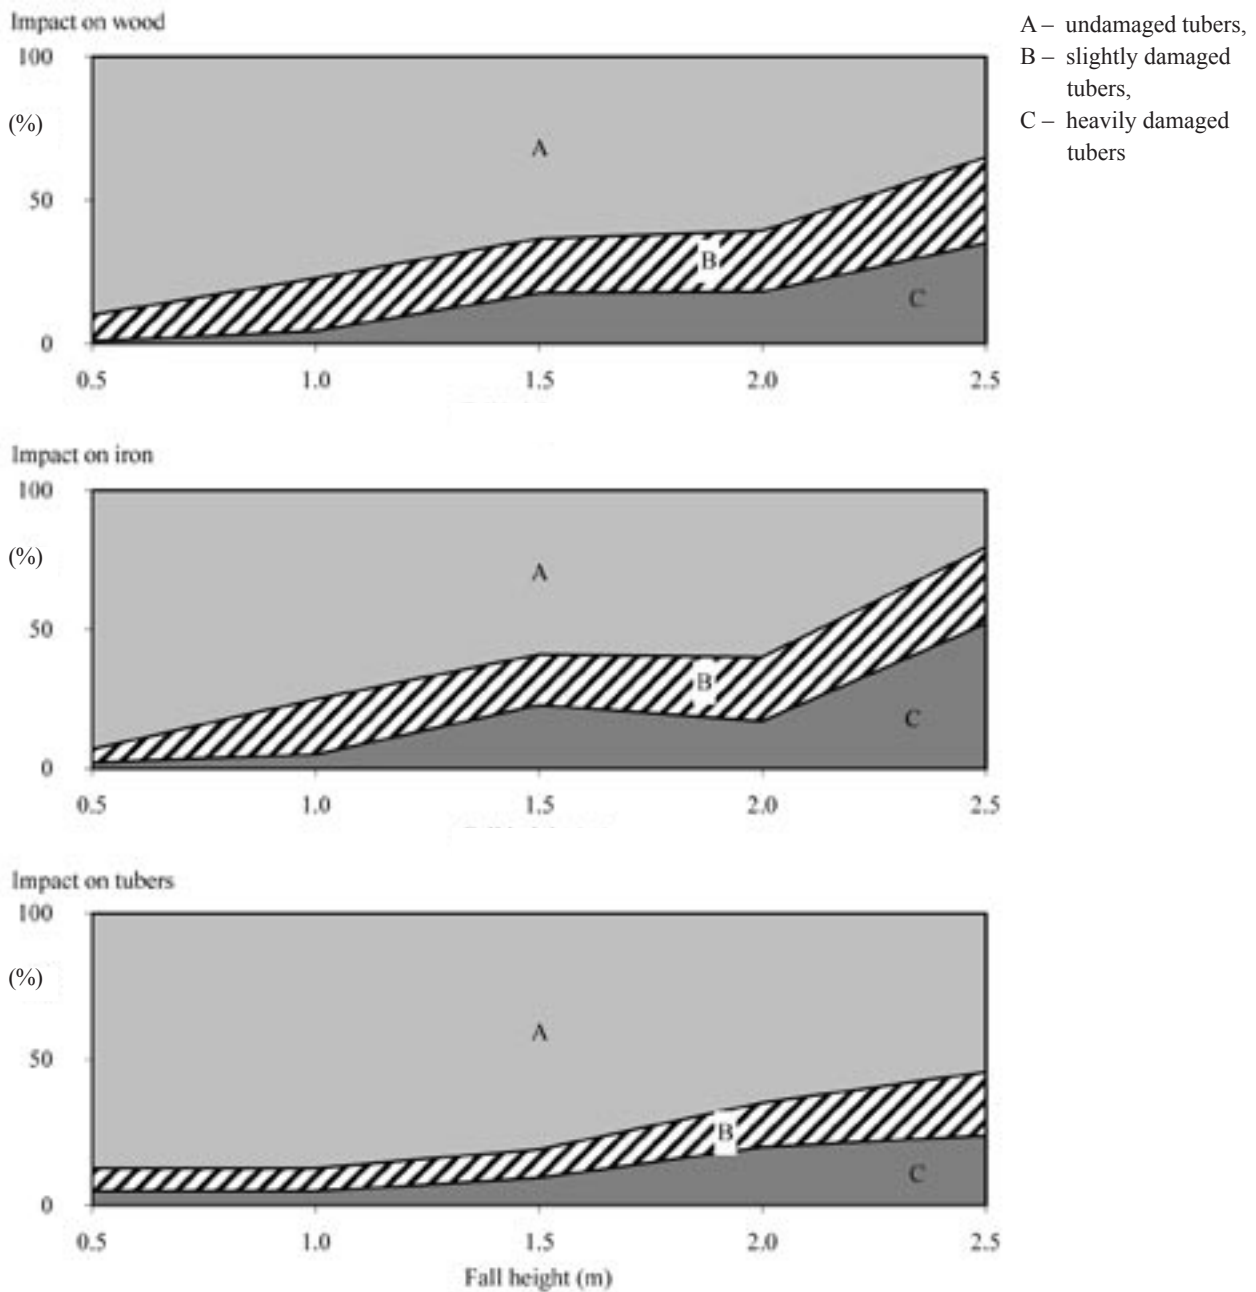 Impact on wood
A – undamaged tubers,
B – slightly damaged
tubers,
C – heavily damaged
tubers
100
(%)
A
50
B
C
0
0.5 1.0 1.5 2.0 2.5
Impact on iron
100
(%)
A
50
B
C
0
0.5 1.0 1.5 2.0 2.5
Impact on tubers
100
(%)
A
50
B
C
0
0.5 1.0 1.5 2.0 2.5
Fall height (m)